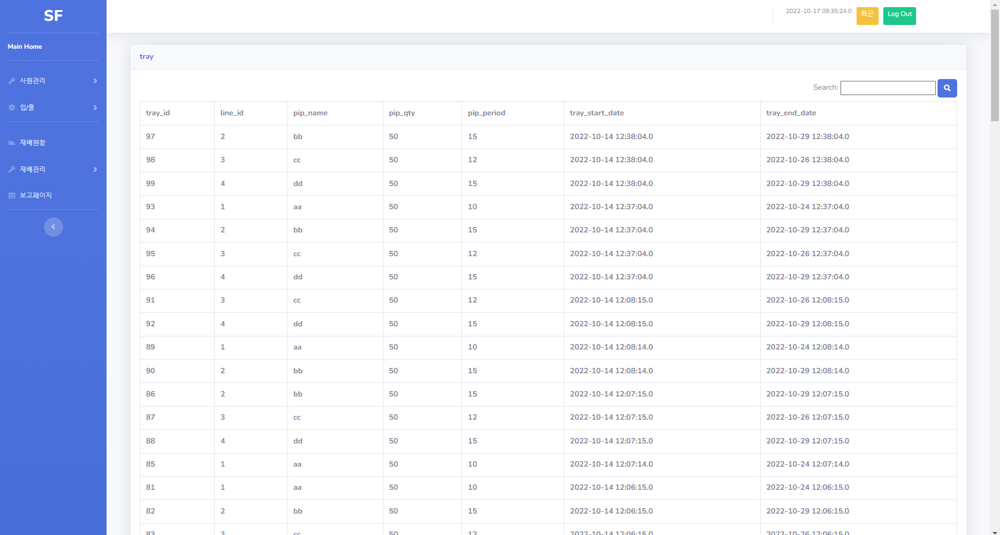 SF
2022-10-17 09:35:24.0 퇴근 Log Out
Main Home
사원관리
입/출
재배현황
재배관리
보고페이지
tray
Search:
tray_id line_id pip_name pip_qty pip_period tray_start_date tray_end_date
97 2 bb 50 15 2022-10-14 12:38:04.0 2022-10-29 12:38:04.0
98 3 cc 50 12 2022-10-14 12:38:04.0 2022-10-26 12:38:04.0
99 4 dd 50 15 2022-10-14 12:38:04.0 2022-10-29 12:38:04.0
93 1 aa 50 10 2022-10-14 12:37:04.0 2022-10-24 12:37:04.0
94 2 bb 50 15 2022-10-14 12:37:04.0 2022-10-29 12:37:04.0
95 3 cc 50 12 2022-10-14 12:37:04.0 2022-10-26 12:37:04.0
96 4 dd 50 15 2022-10-14 12:37:04.0 2022-10-29 12:37:04.0
91 3 cc 50 12 2022-10-14 12:08:15.0 2022-10-26 12:08:15.0
92 4 dd 50 15 2022-10-14 12:08:15.0 2022-10-29 12:08:15.0
89 1 aa 50 10 2022-10-14 12:08:14.0 2022-10-24 12:08:14.0
90 2 bb 50 15 2022-10-14 12:08:14.0 2022-10-29 12:08:14.0
86 2 bb 50 15 2022-10-14 12:07:15.0 2022-10-29 12:07:15.0
87 3 cc 50 12 2022-10-14 12:07:15.0 2022-10-26 12:07:15.0
88 4 dd 50 15 2022-10-14 12:07:15.0 2022-10-29 12:07:15.0
85 1 aa 50 10 2022-10-14 12:07:14.0 2022-10-24 12:07:14.0
81 1 aa 50 10 2022-10-14 12:06:15.0 2022-10-24 12:06:15.0
82 2 bb 50 15 2022-10-14 12:06:15.0 2022-10-29 12:06:15.0
83 3 cc 50 12 2022-10-14 12:06:15.0 2022-10-26 12:06:15.0